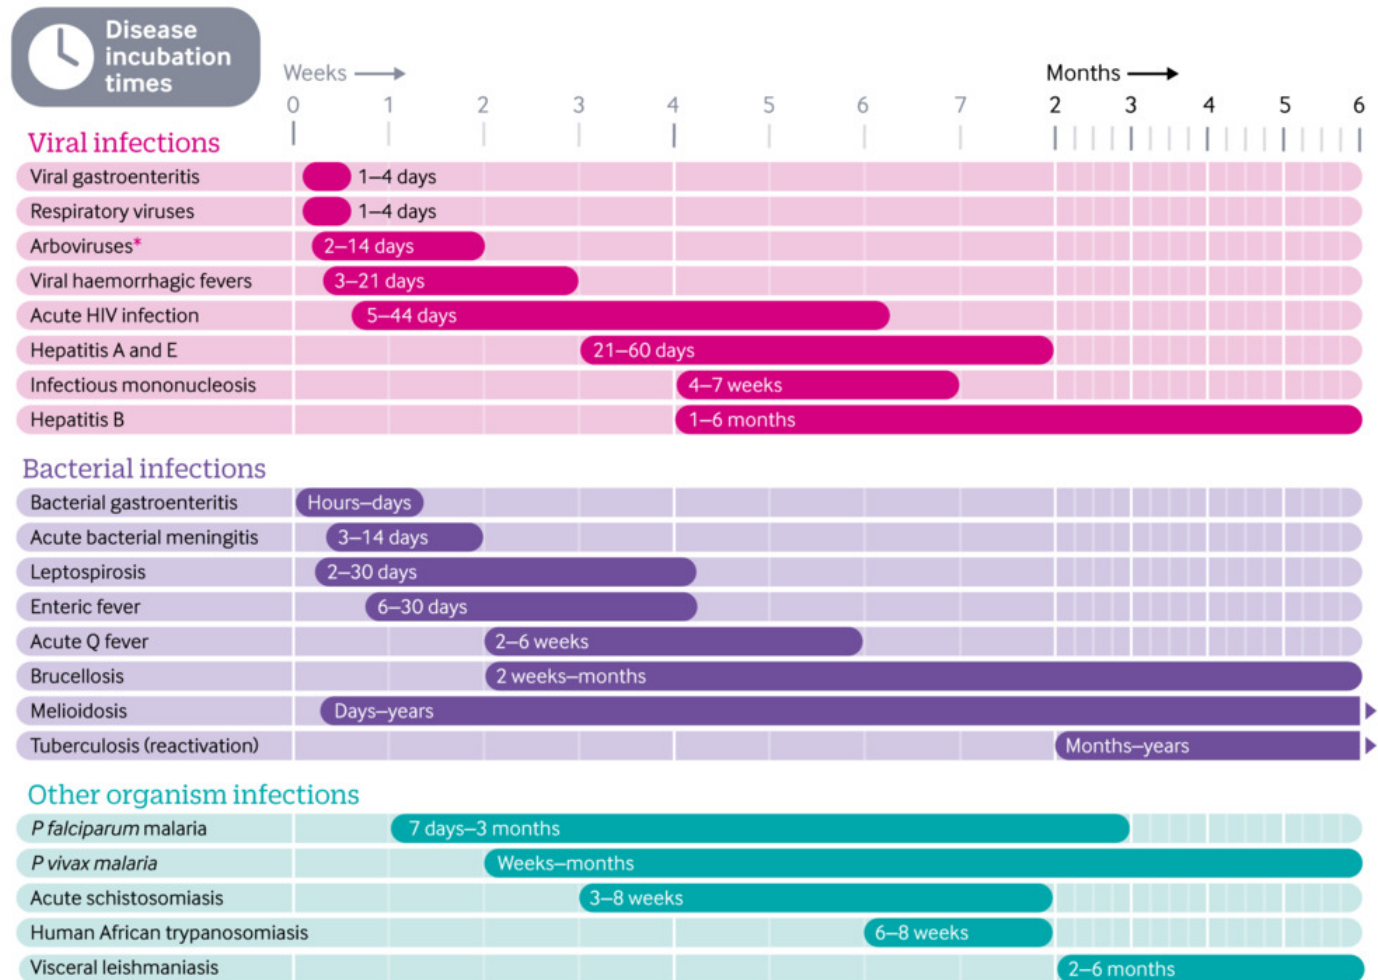 Disease
incubation
times
Weeks
Months
0 1 2 3 4 5 6 7 2 3 4 5 6
Viral infections
Viral gastroenteritis 1–4 days
Respiratory viruses 1–4 days
Arboviruses* 2–14 days
Viral haemorrhagic fevers 3–21 days
Acute HIV infection 5–44 days
Hepatitis A and E 21–60 days
Infectious mononucleosis 4–7 weeks
Hepatitis B 1–6 months
Bacterial infections
Bacterial gastroenteritis Hours–days
Acute bacterial meningitis 3–14 days
Leptospirosis 2–30 days
Enteric fever 6–30 days
Acute Q fever 2–6 weeks
Brucellosis 2 weeks–months
Melioidosis Days–years
Tuberculosis (reactivation) Months–years
Other organism infections
P falciparum malaria 7 days–3 months
P vivax malaria Weeks–months
Acute schistosomiasis 3–8 weeks
Human African trypanosomiasis 6–8 weeks
Visceral leishmaniasis 2–6 months